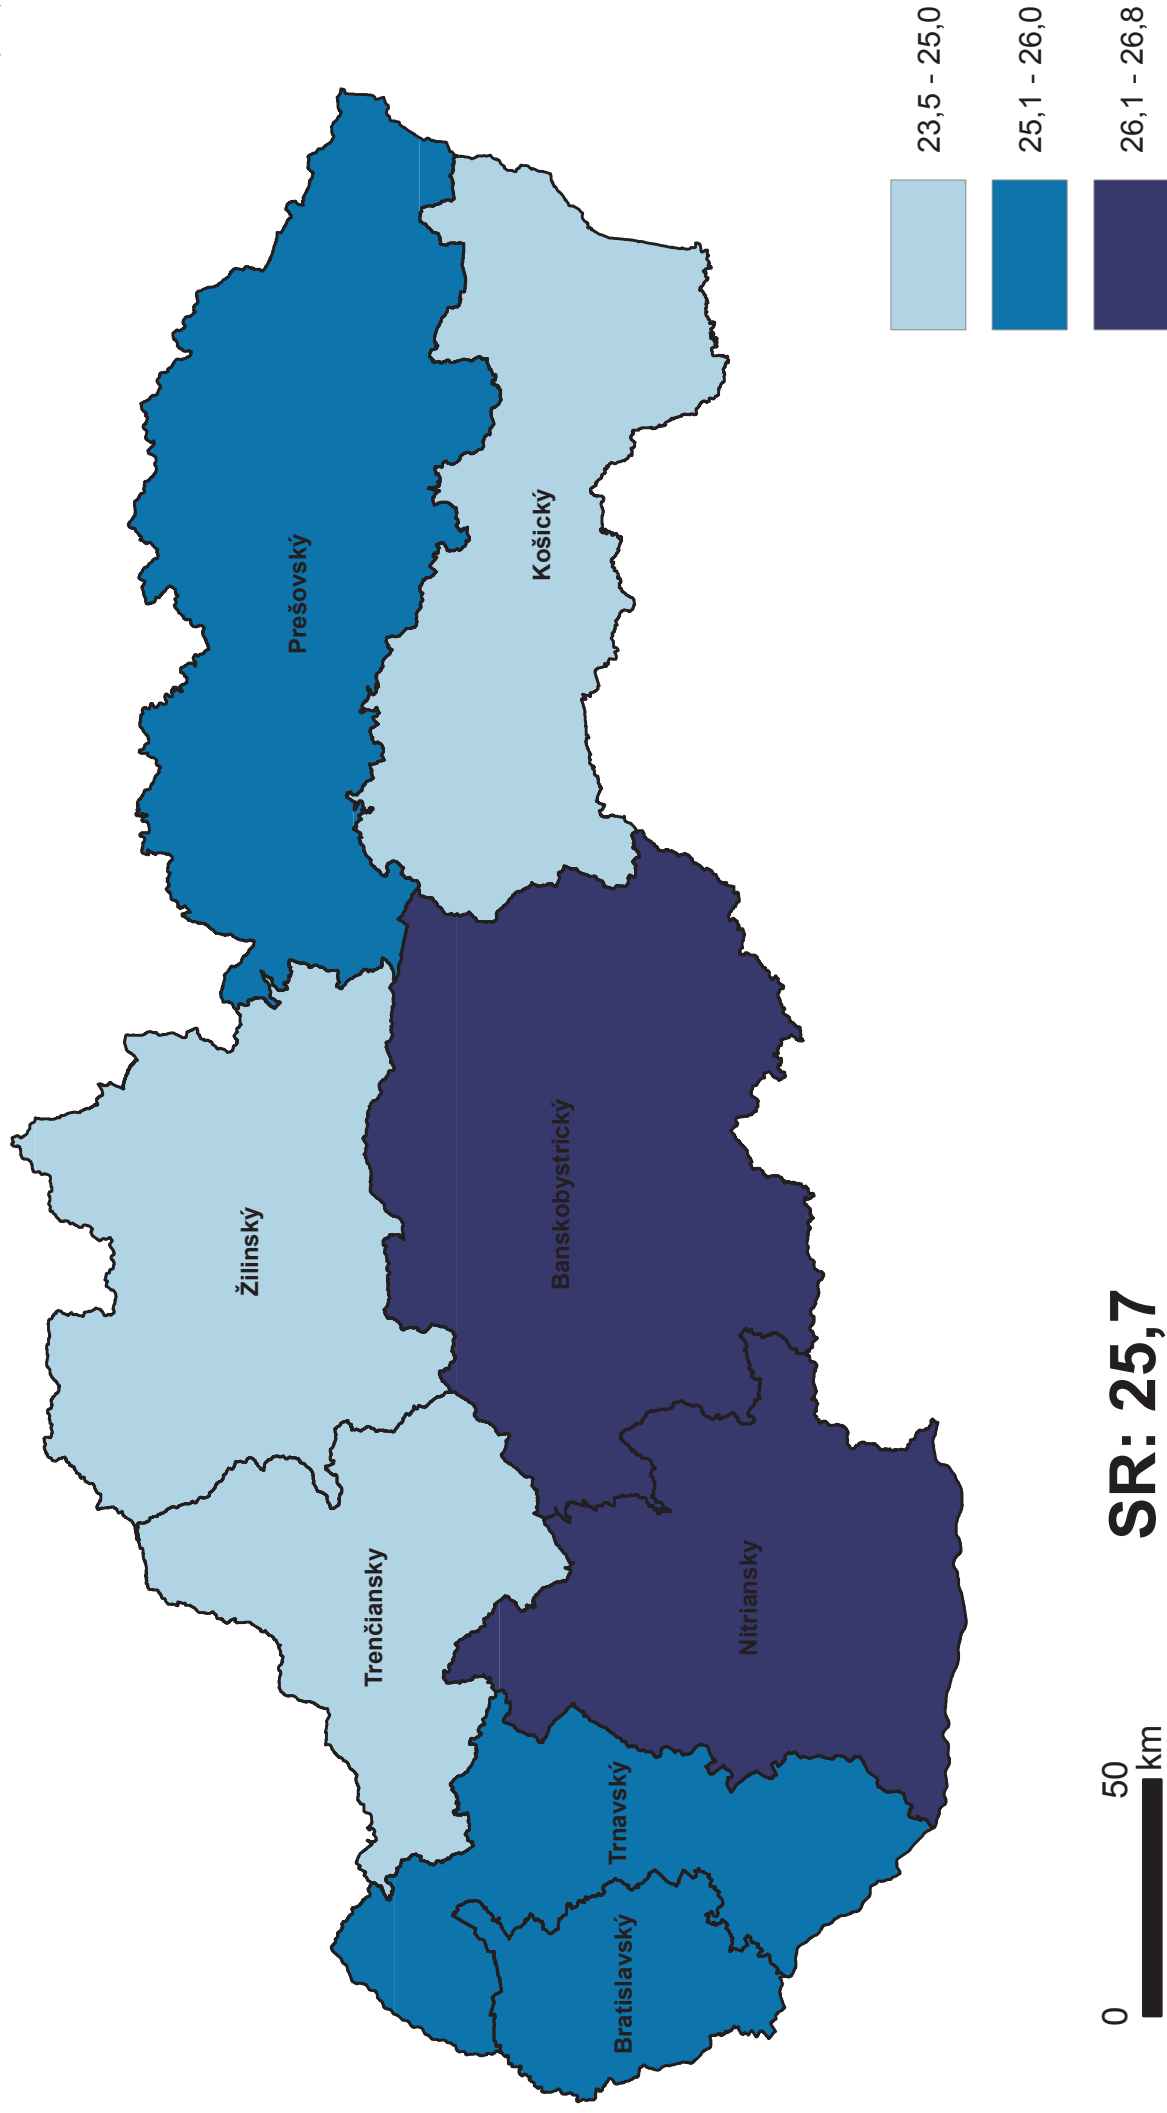 Žilinský
Prešovský
Trenčiansky
Košický
Banskobystrický
Trnavský
Bratislavský
Nitriansky
23,5 - 25,0
25,1 - 26,0
26,1 - 26,8
0 50
km
SR: 25,7